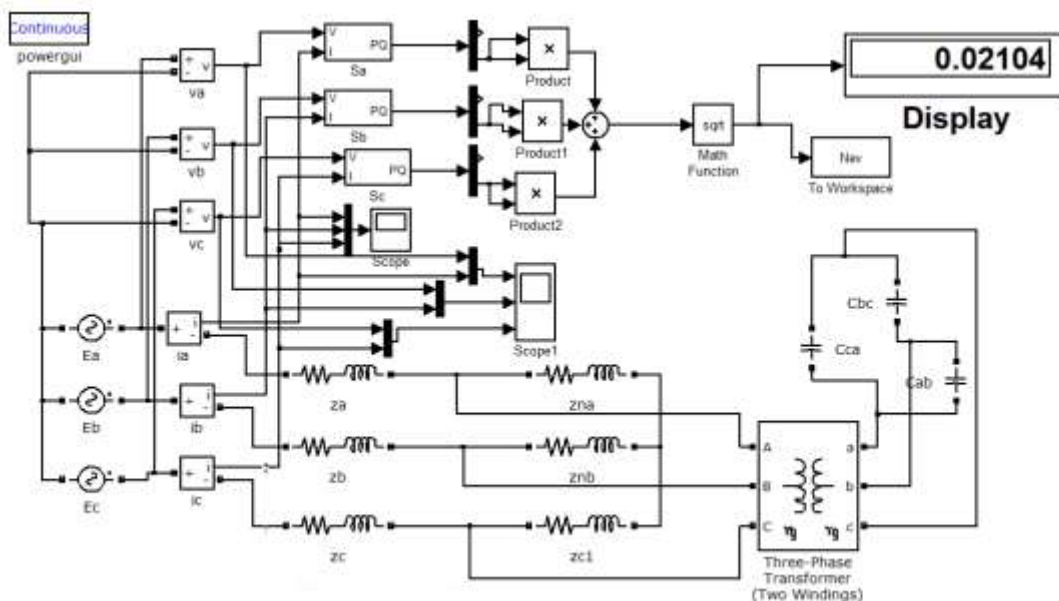 Continuous
powergui
+
-
v
va
+
-
v
vb
+
-
v
vc
V
I
PQ
Sa
V
I
PQ
Sb
V
I
PQ
Sc
×
Product
×
Product1
×
Product2
sqrt
Math
Function
0.02104
Display
Nev
To Workspace
Scope
Scope1
Cbc
Cca
Cab
Ea
Eb
Ec
+
i
-
ia
+
i
-
ib
+
i
-
ic
za
zna
zb
znb
zc
zc1
A
B
C
a
b
c
Yg
Yg
Three-Phase
Transformer
(Two Windings)